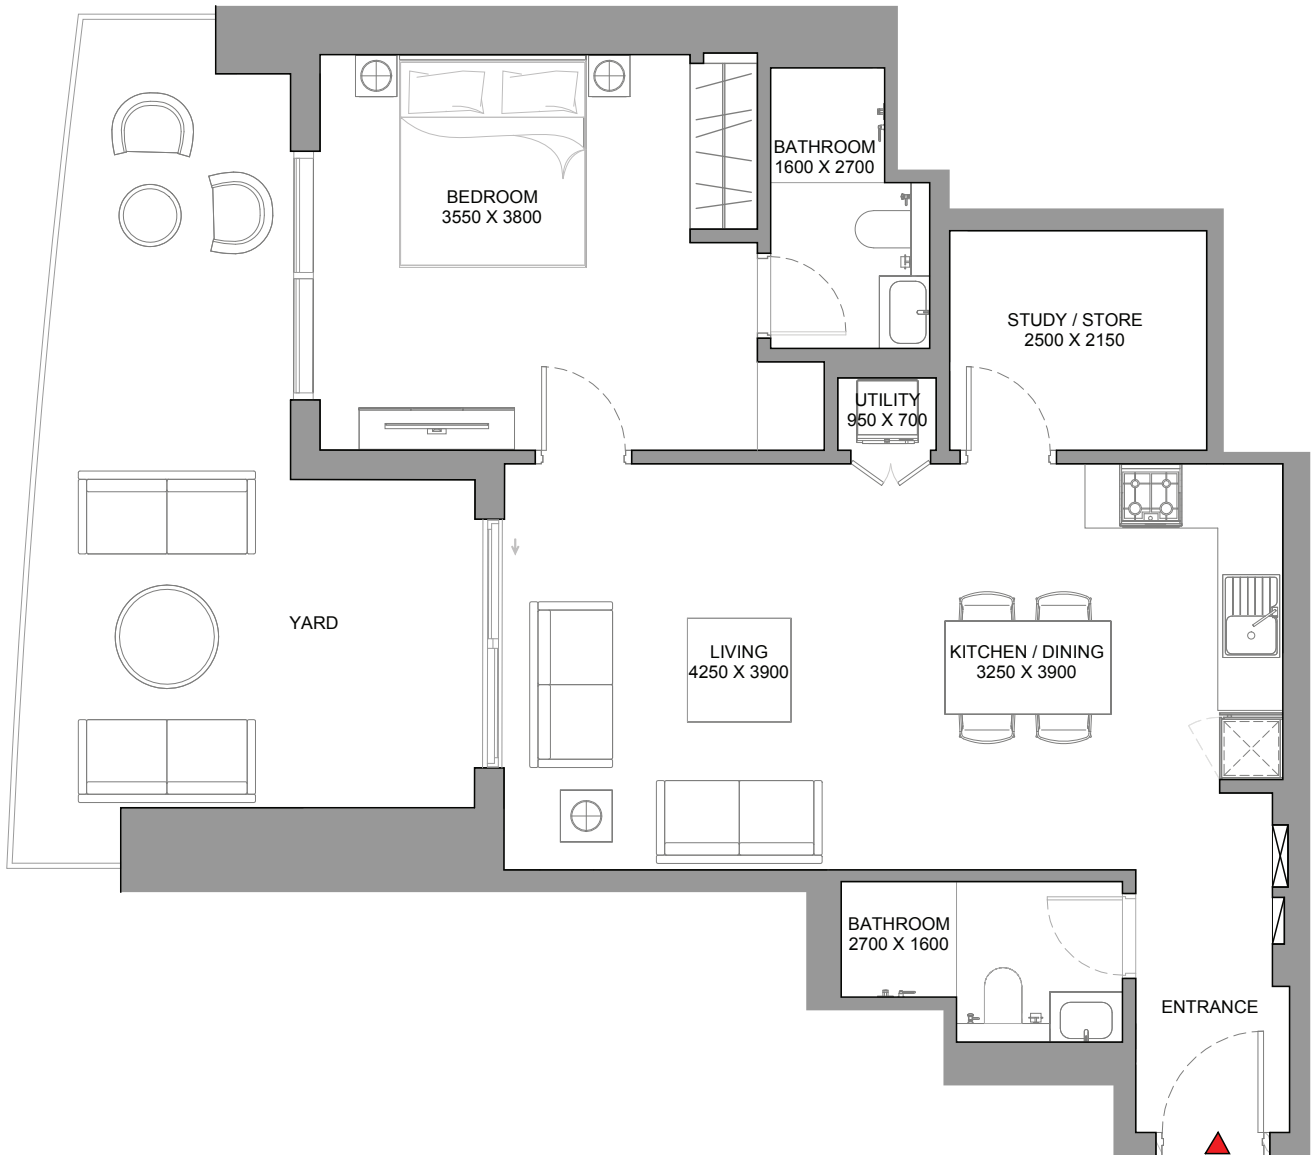 BATHROOM
1600 X 2700
BEDROOM
3550 X 3800
STUDY / STORE
2500 X 2150
UTILITY
950 X 700
YARD
LIVING
4250 X 3900
KITCHEN / DINING
3250 X 3900
BATHROOM
2700 X 1600
ENTRANCE